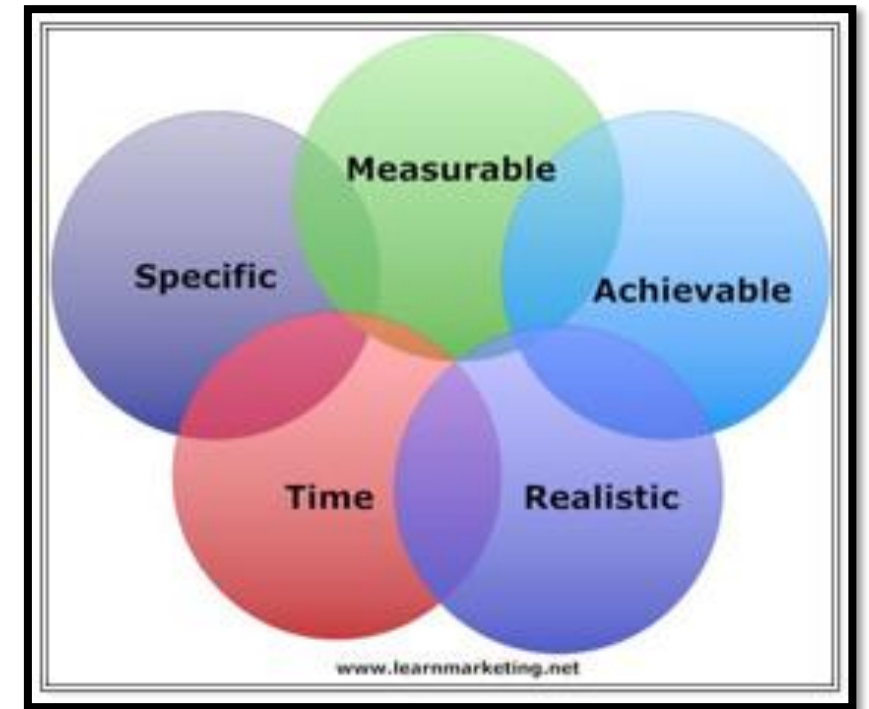 Measurable
Specific
Achievable
Time
Realistic
www.learnmarketing.net